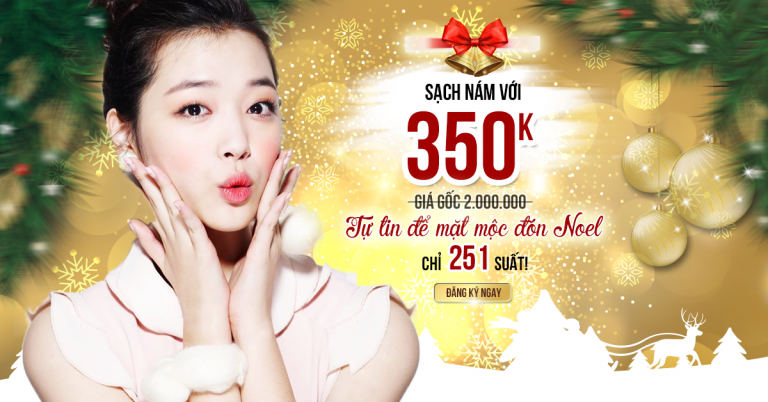 SẠCH NÁM VỚI
350K
GIÁ GỐC 2.000.000
Tự tin để mặt mộc đón Noel
CHỈ 251 SUẤT!
ĐĂNG KÝ NGAY